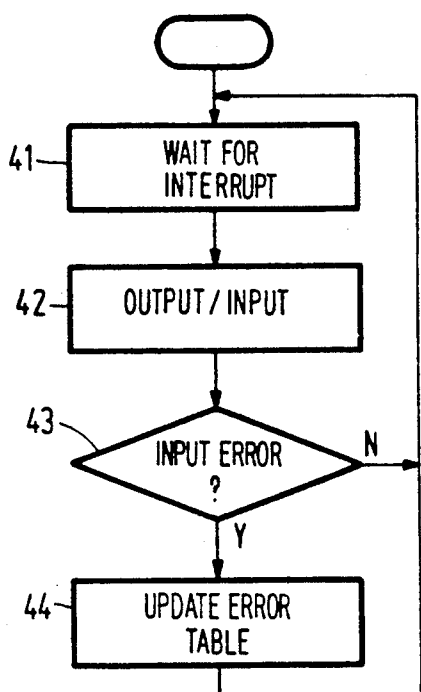 41
WAIT FOR
INTERRUPT
42
OUTPUT / INPUT
43
INPUT ERROR
?
N
Y
44
UPDATE ERROR
TABLE